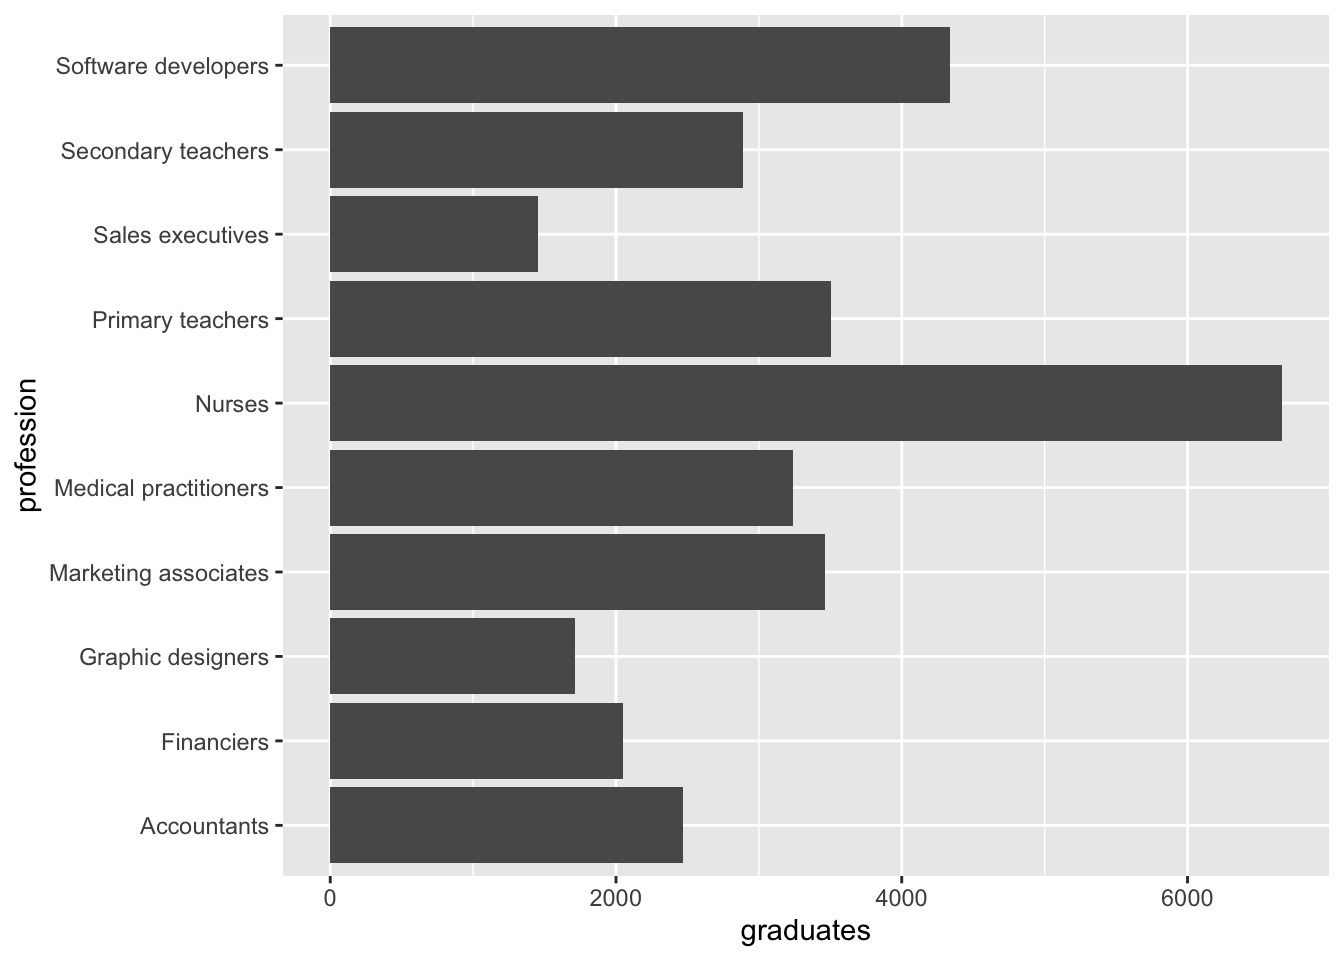 Software developers
Secondary teachers
Sales executives
Primary teachers
Nurses
Medical practitioners
Marketing associates
Graphic designers
Financiers
Accountants
profession
0 2000 4000 6000
graduates